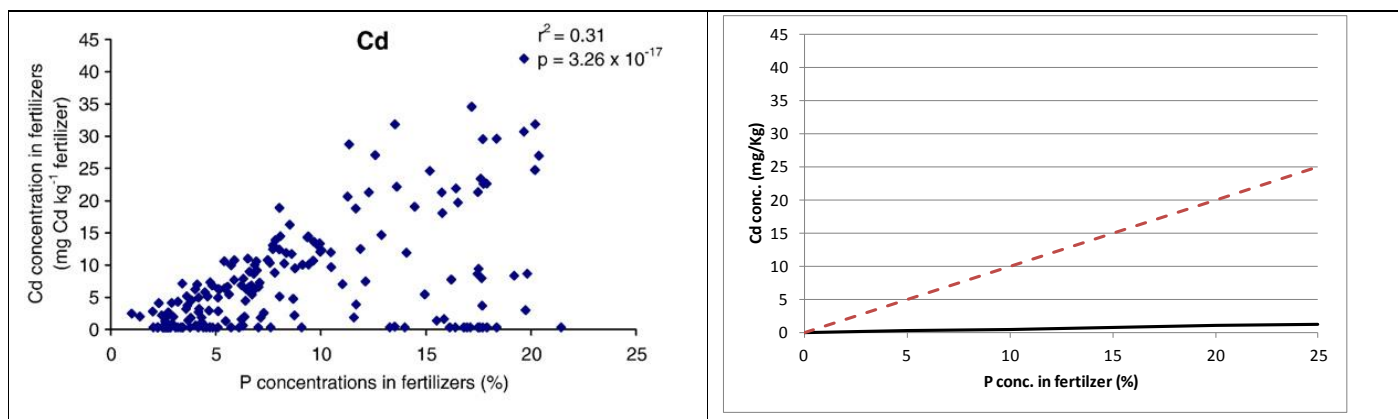 Cd
r² = 0.31
p = 3.26 x 10⁻¹⁷
Cd concentration in fertilizers
(mg Cd kg⁻¹ fertilizer)
45
40
35
30
25
20
15
10
5
0
0 5 10 15 20 25
P concentrations in fertilizers (%)
Cd conc. (mg/Kg)
45
40
35
30
25
20
15
10
5
0
0 5 10 15 20 25
P conc. in fertilzer (%)